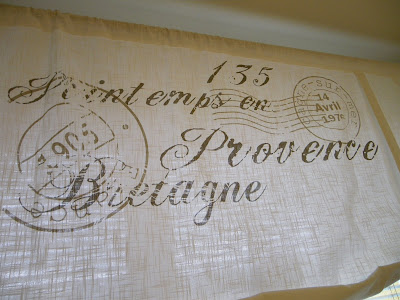 135
Printemps en
Provence
Bretagne
1905
14
Avril
1976